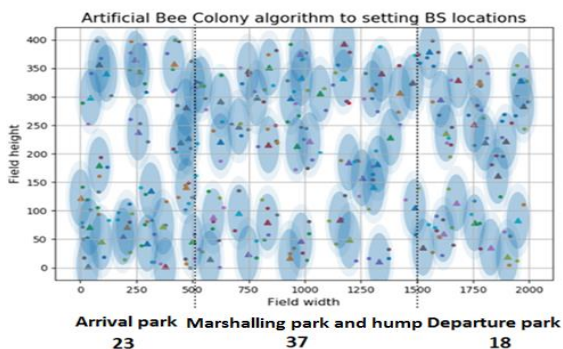 Artificial Bee Colony algorithm to setting BS locations
400
350
300
250
200
150
100
50
0
Field height
0 250 500 750 1000 1250 1500 1750 2000
Field width
Arrival park Marshalling park and hump Departure park
23 37 18